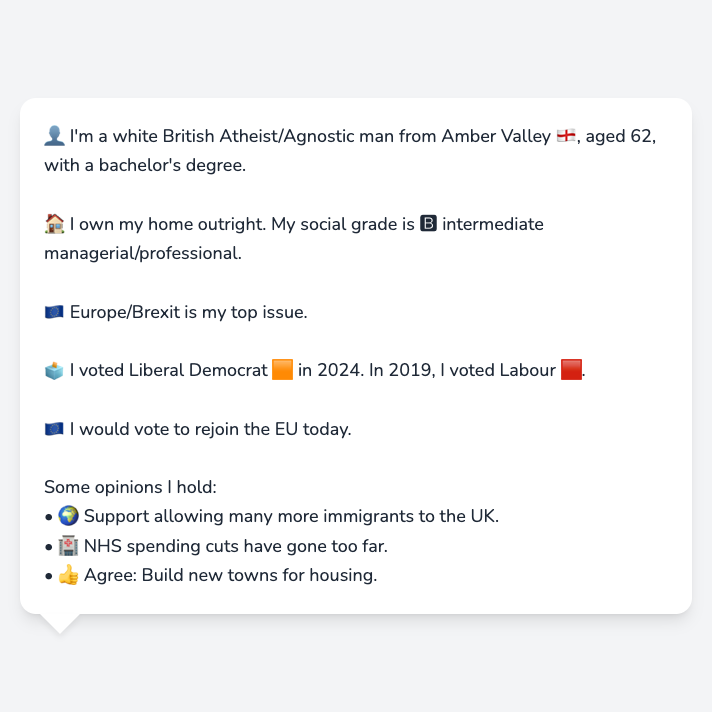 👤 I'm a white British Atheist/Agnostic man from Amber Valley 🏴󠁧󠁢󠁥󠁮󠁧󠁿, aged 62,
with a bachelor's degree.
🏠 I own my home outright. My social grade is 🅱 intermediate
managerial/professional.
🇪🇺 Europe/Brexit is my top issue.
🗳️ I voted Liberal Democrat 🟧 in 2024. In 2019, I voted Labour 🟥.
🇪🇺 I would vote to rejoin the EU today.
Some opinions I hold:
• 🌍 Support allowing many more immigrants to the UK.
• 🏥 NHS spending cuts have gone too far.
• 👍 Agree: Build new towns for housing.